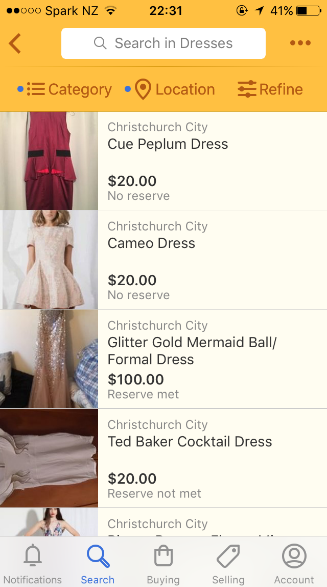 Spark NZ 22:31 41%
Search in Dresses
Category Location Refine
Christchurch City
Cue Peplum Dress
$20.00
No reserve
Christchurch City
Cameo Dress
$20.00
No reserve
Christchurch City
Glitter Gold Mermaid Ball/
Formal Dress
$100.00
Reserve met
Christchurch City
Ted Baker Cocktail Dress
$20.00
Reserve not met
Christchurch City
Notifications Search Buying Selling Account